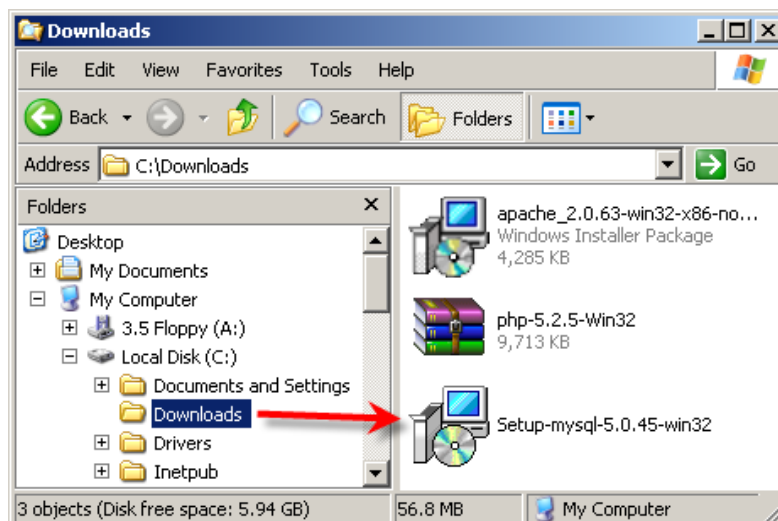 Downloads
File Edit View Favorites Tools Help
Back Search Folders
Address C:\Downloads Go
Folders
Desktop
My Documents
My Computer
3.5 Floppy (A:)
Local Disk (C:)
Documents and Settings
Downloads
Drivers
Inetpub
apache_2.0.63-win32-x86-no...
Windows Installer Package
4,285 KB
php-5.2.5-Win32
9,713 KB
Setup-mysql-5.0.45-win32
3 objects (Disk free space: 5.94 GB) 56.8 MB My Computer